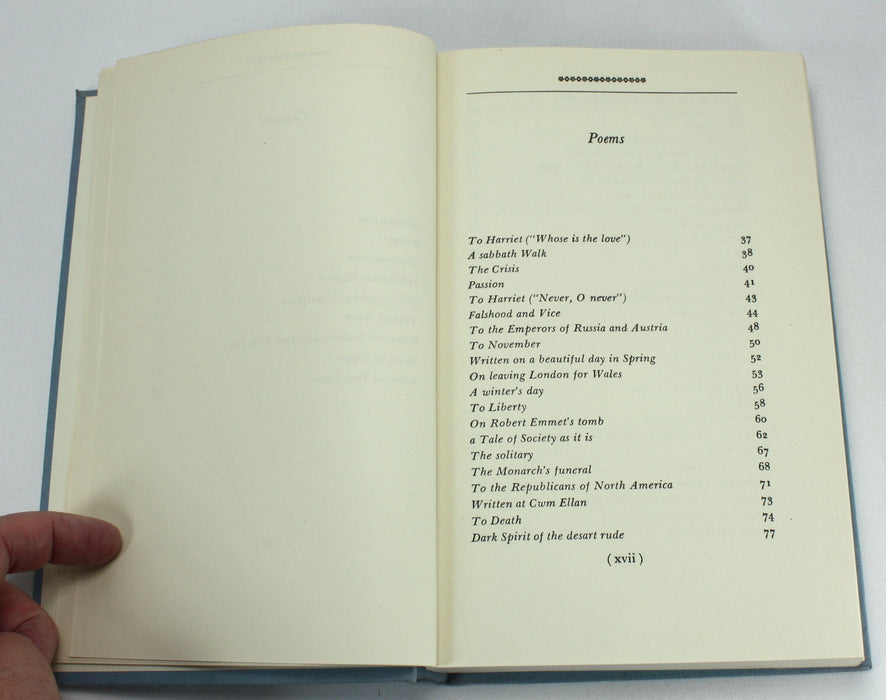 Poems
To Harriet ("Whose is the love") 37
A sabbath Walk 38
The Crisis 40
Passion 41
To Harriet ("Never, O never") 43
Falshood and Vice 44
To the Emperors of Russia and Austria 48
To November 50
Written on a beautiful day in Spring 52
On leaving London for Wales 53
A winter's day 56
To Liberty 58
On Robert Emmet's tomb 60
a Tale of Society as it is 62
The solitary 67
The Monarch's funeral 68
To the Republicans of North America 71
Written at Cwm Ellan 73
To Death 74
Dark Spirit of the desart rude 77
(xvii)